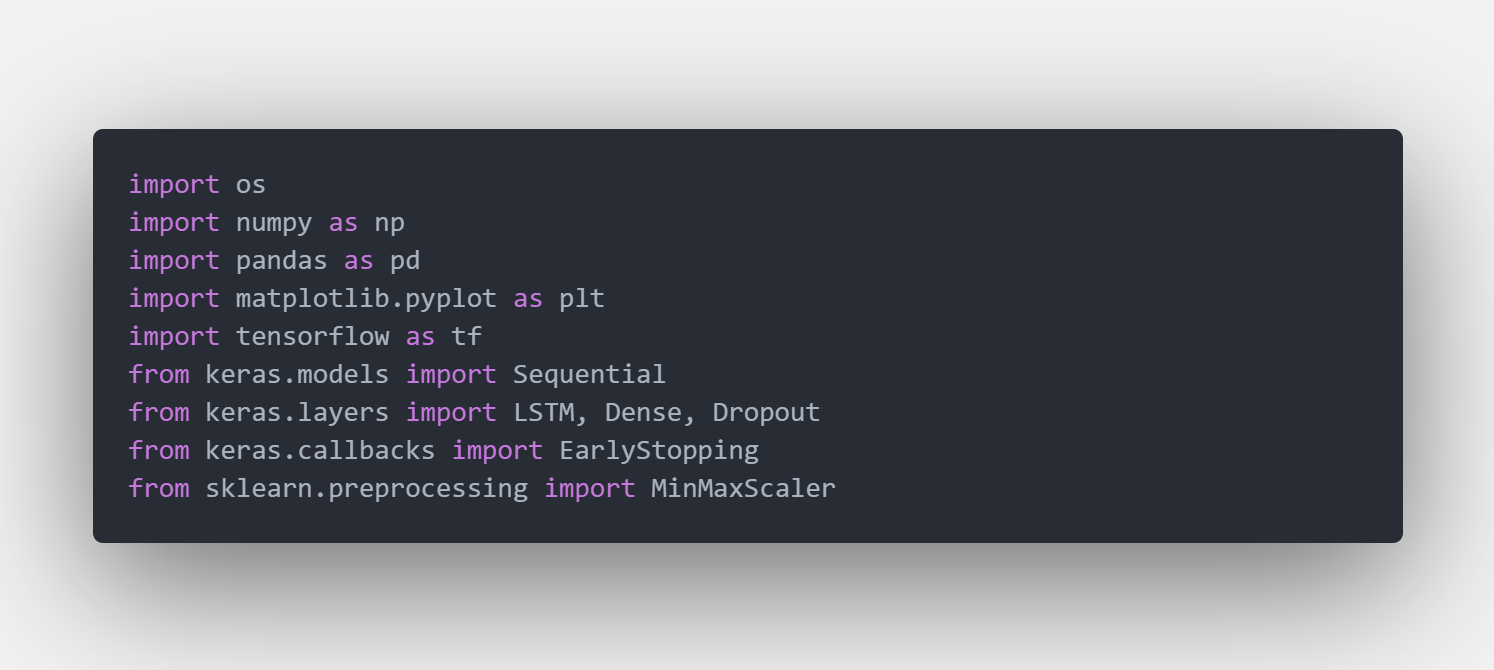 import os
import numpy as np
import pandas as pd
import matplotlib.pyplot as plt
import tensorflow as tf
from keras.models import Sequential
from keras.layers import LSTM, Dense, Dropout
from keras.callbacks import EarlyStopping
from sklearn.preprocessing import MinMaxScaler